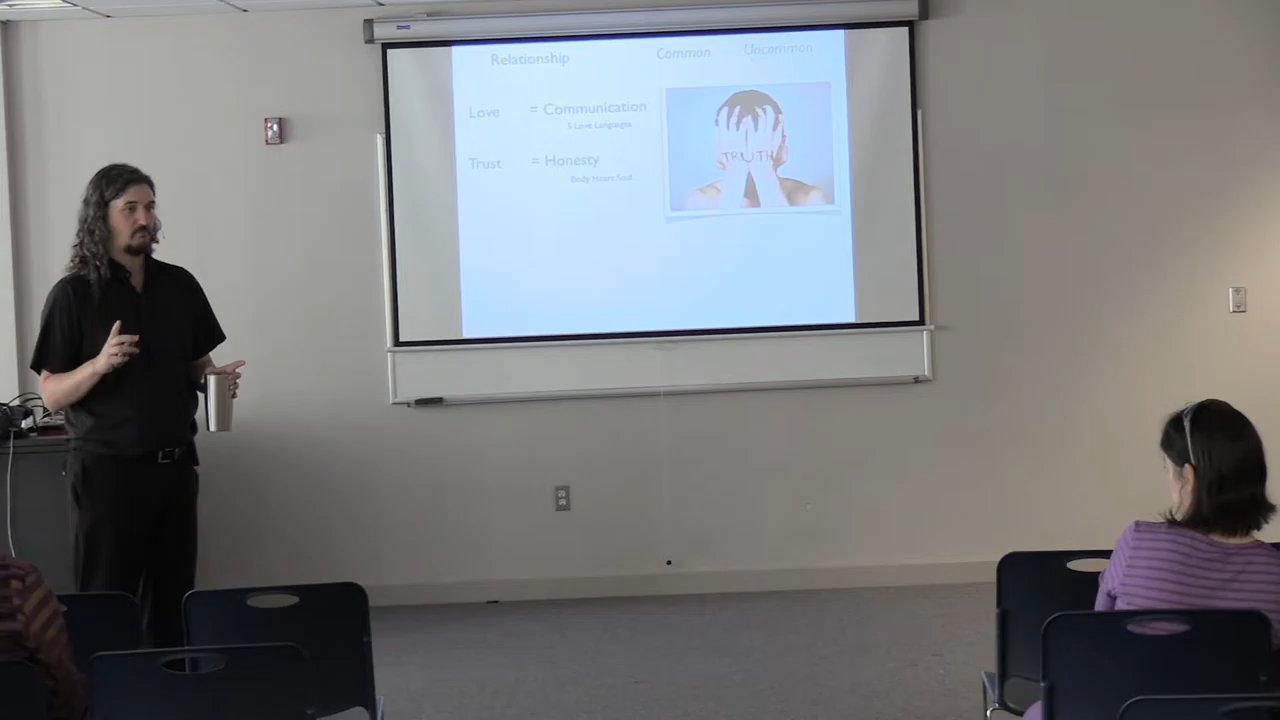 Relationship Common Uncommon
Love = Communication
5 Love Languages
TRUTH
Trust = Honesty
Body Heart Soul